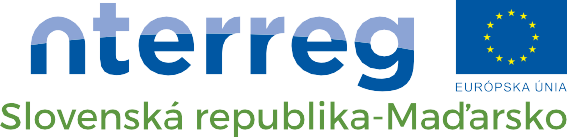 nterreg
EURÓPSKA ÚNIA
Slovenská republika-Maďarsko